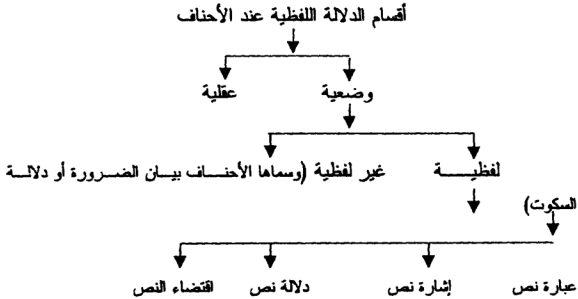 أقسام الدلالة اللفظية عند الأحناف
وضعية عقلية
لفظية غير لفظية (وسماها الأحناف بيان الضرورة أو دلالة
السكوت)
عبارة نص إشارة نص دلالة نص اقتضاء النص